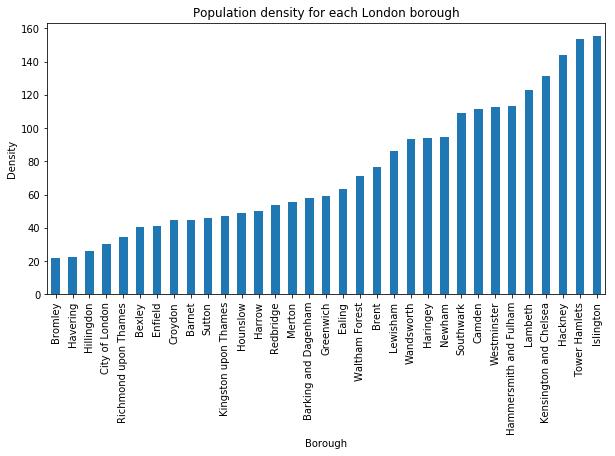 Population density for each London borough
160
140
120
100
80
60
40
20
0
Density
Bromley
Havering
Hillingdon
City of London
Richmond upon Thames
Bexley
Enfield
Croydon
Barnet
Sutton
Kingston upon Thames
Hounslow
Harrow
Redbridge
Merton
Barking and Dagenham
Greenwich
Ealing
Waltham Forest
Brent
Lewisham
Wandsworth
Haringey
Newham
Southwark
Camden
Westminster
Hammersmith and Fulham
Lambeth
Kensington and Chelsea
Hackney
Tower Hamlets
Islington
Borough